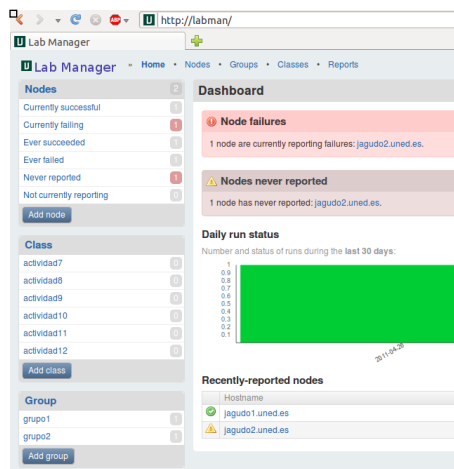 ABP
U http://labman/
U Lab Manager
U Lab Manager » Home • Nodes • Groups • Classes • Reports
Nodes 2
Currently successful 1
Currently failing 1
Ever succeeded 1
Ever failed 1
Never reported 1
Not currently reporting 0
Add node
Class
actividad7 0
actividad8 0
actividad9 0
actividad10 0
actividad11 0
actividad12 0
Add class
Group
grupo1 1
grupo2 1
Add group
Dashboard
Node failures
1 node are currently reporting failures: jagudo2.uned.es.
Nodes never reported
1 node has never reported: jagudo2.uned.es.
Daily run status
Number and status of runs during the last 30 days:
1
0.9
0.8
0.7
0.6
0.5
0.4
0.3
0.2
0.1
2011-04-26
Recently-reported nodes
Hostname
jagudo1.uned.es
jagudo2.uned.es